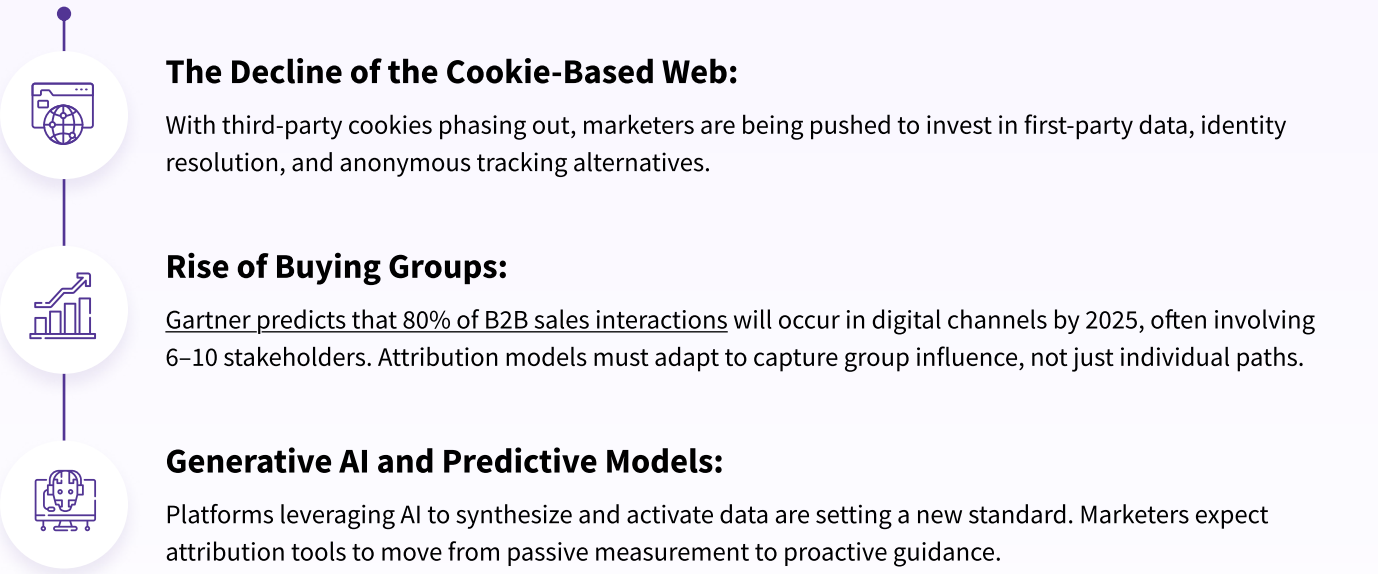 The Decline of the Cookie-Based Web:
With third-party cookies phasing out, marketers are being pushed to invest in first-party data, identity
resolution, and anonymous tracking alternatives.
Rise of Buying Groups:
Gartner predicts that 80% of B2B sales interactions will occur in digital channels by 2025, often involving
6–10 stakeholders. Attribution models must adapt to capture group influence, not just individual paths.
Generative AI and Predictive Models:
Platforms leveraging AI to synthesize and activate data are setting a new standard. Marketers expect
attribution tools to move from passive measurement to proactive guidance.